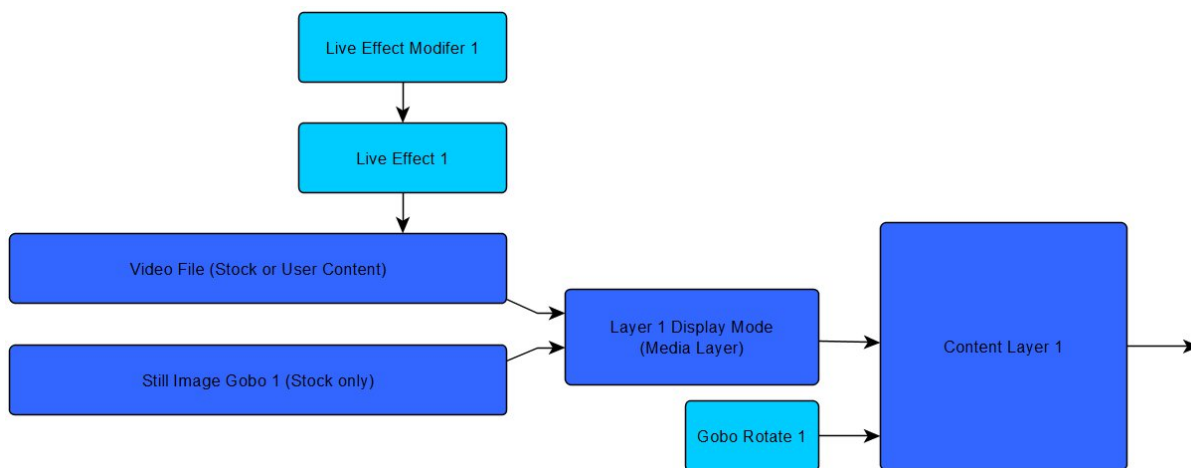 Live Effect Modifer 1
Live Effect 1
Video File (Stock or User Content)
Still Image Gobo 1 (Stock only)
Layer 1 Display Mode
(Media Layer)
Gobo Rotate 1
Content Layer 1